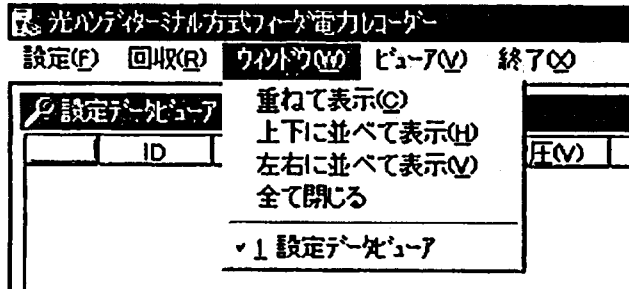 光ハンディターミナル方式フィーダ電力レコーダー
設定(F) 回収(R) ウィンドウ(W) ビューア(V) 終了(X)
重ねて表示(C)
設定データビューア
上下に並べて表示(H)
ID 圧(V)
左右に並べて表示(V)
全て閉じる
✓ 1 設定データビューア